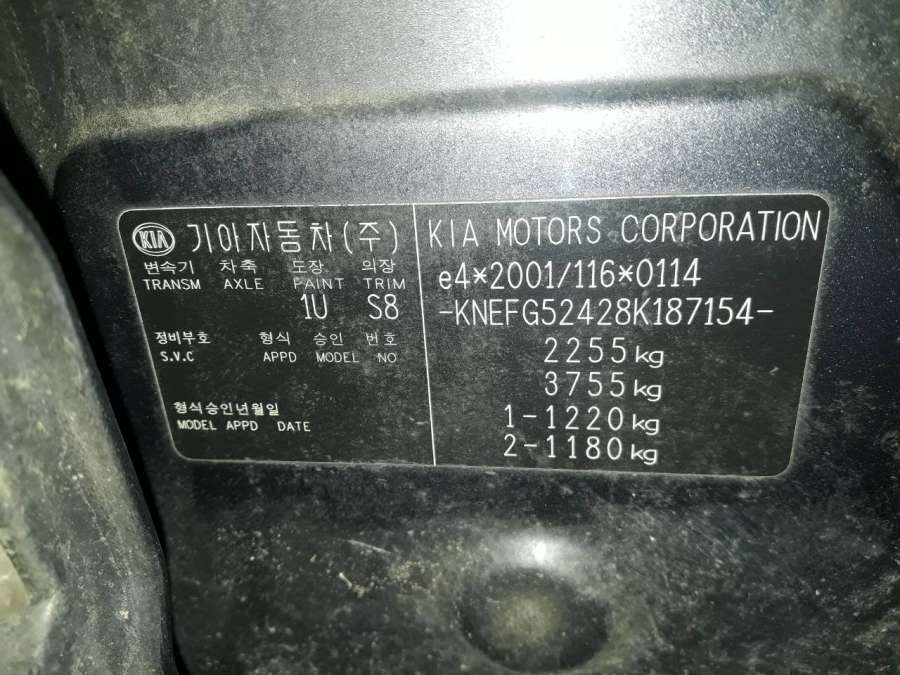 KIA 기아자동차(주)
변속기 차축 도장 의장
TRANSM AXLE PAINT TRIM
1U S8
정비부호 형식 승인 번호
S.V.C APPD MODEL NO
형식승인년월일
MODEL APPD DATE
KIA MOTORS CORPORATION
e4*2001/116*0114
-KNEFG52428K187154-
2255kg
3755kg
1-1220kg
2-1180kg